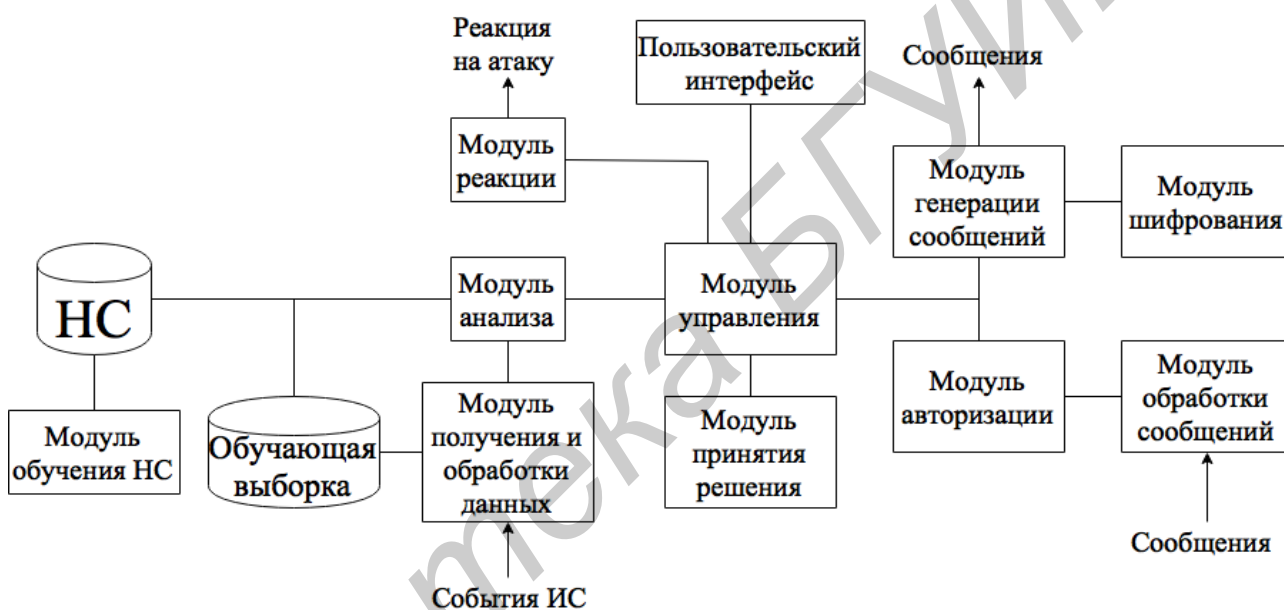 Реакция
на атаку
Пользовательский
интерфейс
Сообщения
Модуль
реакции
Модуль
генерации
сообщений
Модуль
шифрования
НС
Модуль
анализа
Модуль
управления
Модуль
обучения НС
Обучающая
выборка
Модуль
получения и
обработки
данных
Модуль
принятия
решения
Модуль
авторизации
Модуль
обработки
сообщений
События ИС
Сообщения